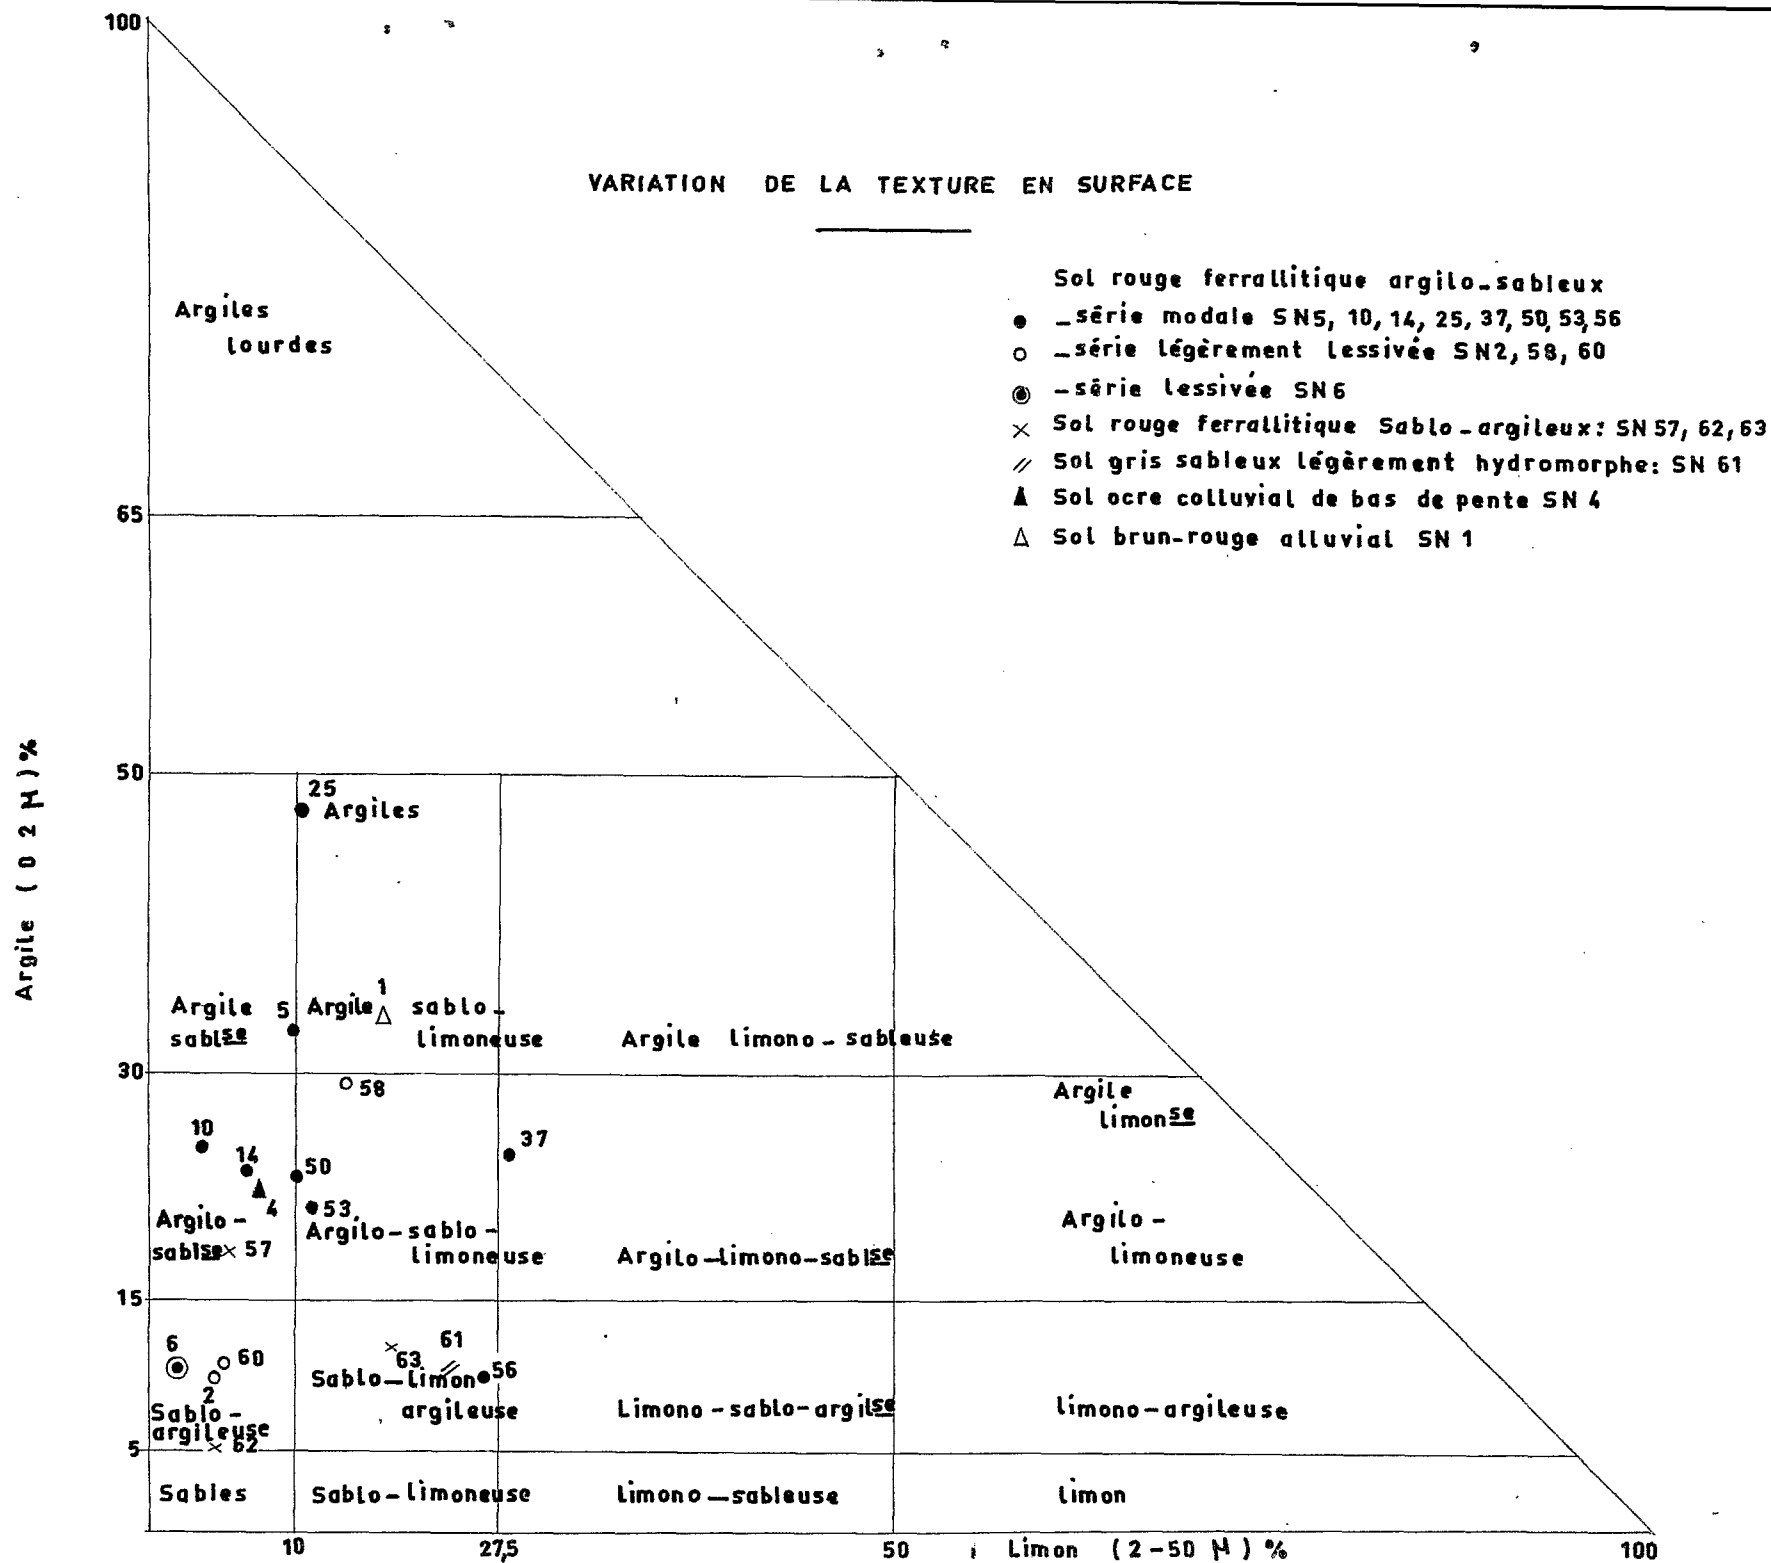 100
VARIATION DE LA TEXTURE EN SURFACE
Sol rouge ferrallitique argilo-sableux
-série modale SN5, 10, 14, 25, 37, 50, 53, 56
-série légèrement lessivée SN2, 58, 60
-série lessivée SN6
Sol rouge ferrallitique Sablo-argileux: SN 57, 62, 63
Sol gris sableux légèrement hydromorphe: SN 61
Sol ocre colluvial de bas de pente SN 4
Sol brun-rouge alluvial SN 1
Argiles
lourdes
65
50
25
Argiles
Argile (0 2 µ) %
Argile
sablse
5
Argile
1
sablo-
limoneuse
Argile limono-sableuse
30
58
Argile
limonse
10
14
50
37
4
53
Argilo-
sablse
57
Argilo-sablo-
limoneuse
Argilo-limono-sablse
Argilo-
limoneuse
15
6
60
2
63
61
56
Sablo-limon
argileuse
Sablo-
argileuse
62
Limono-sablo-argilse
limono-argileuse
5
Sables
Sablo-limoneuse
Limono-sableuse
limon
10
27,5
50
Limon (2-50 µ) %
100